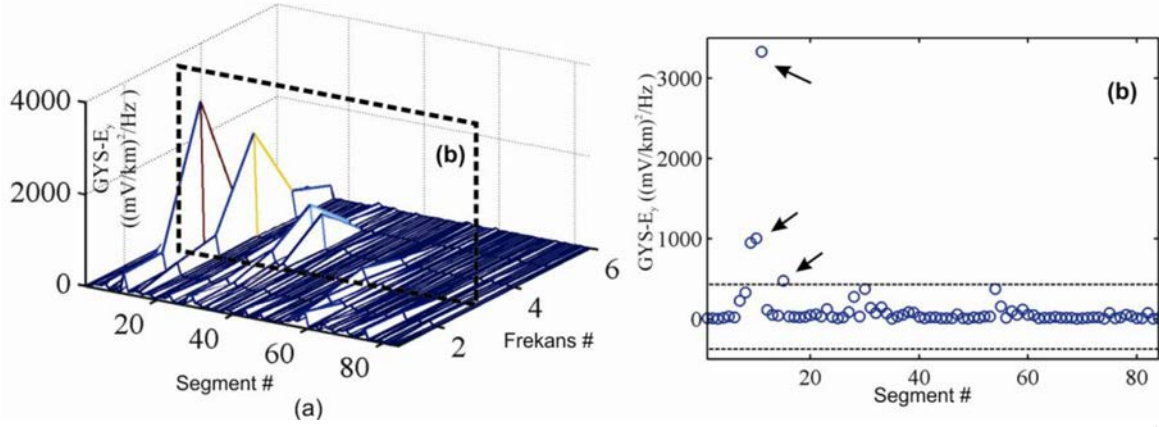 4000
2000
0
GYS-Ey
((mV/km)²/Hz)
(b)
20
40
60
80
Segment #
2
4
6
Frekans #
(a)
3000
2000
1000
0
GYS-Ey ((mV/km)²/Hz)
(b)
20
40
60
80
Segment #